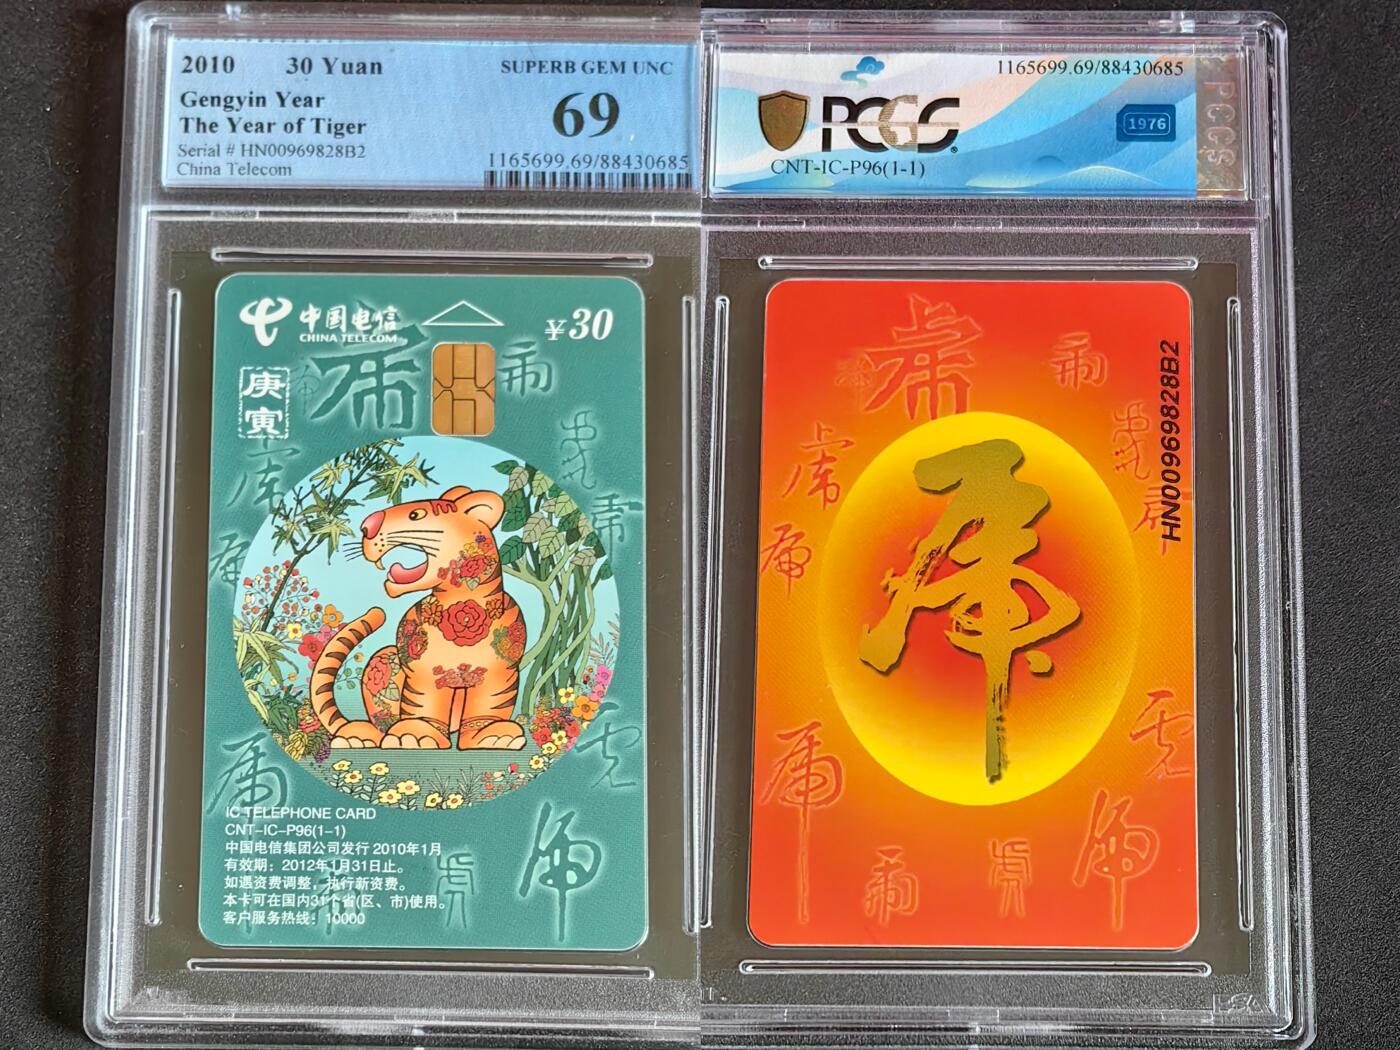 2010 30 Yuan SUPERB GEM UNC
Gengyin Year 69
The Year of Tiger
Serial # HN00969828B2
China Telecom 1165699.69/88430685
中国电信 ¥30
CHINA TELECOM
庚寅
IC TELEPHONE CARD
CNT-IC-P96(1-1)
中国电信集团公司发行 2010年1月
有效期：2012年1月31日止。
如遇资费调整，执行新资费。
本卡可在国内31个省(区、市)使用。
客户服务热线：10000
1165699.69/88430685
PCGS
1976
CNT-IC-P96(1-1)
PCGS
HN00969828B2
虎